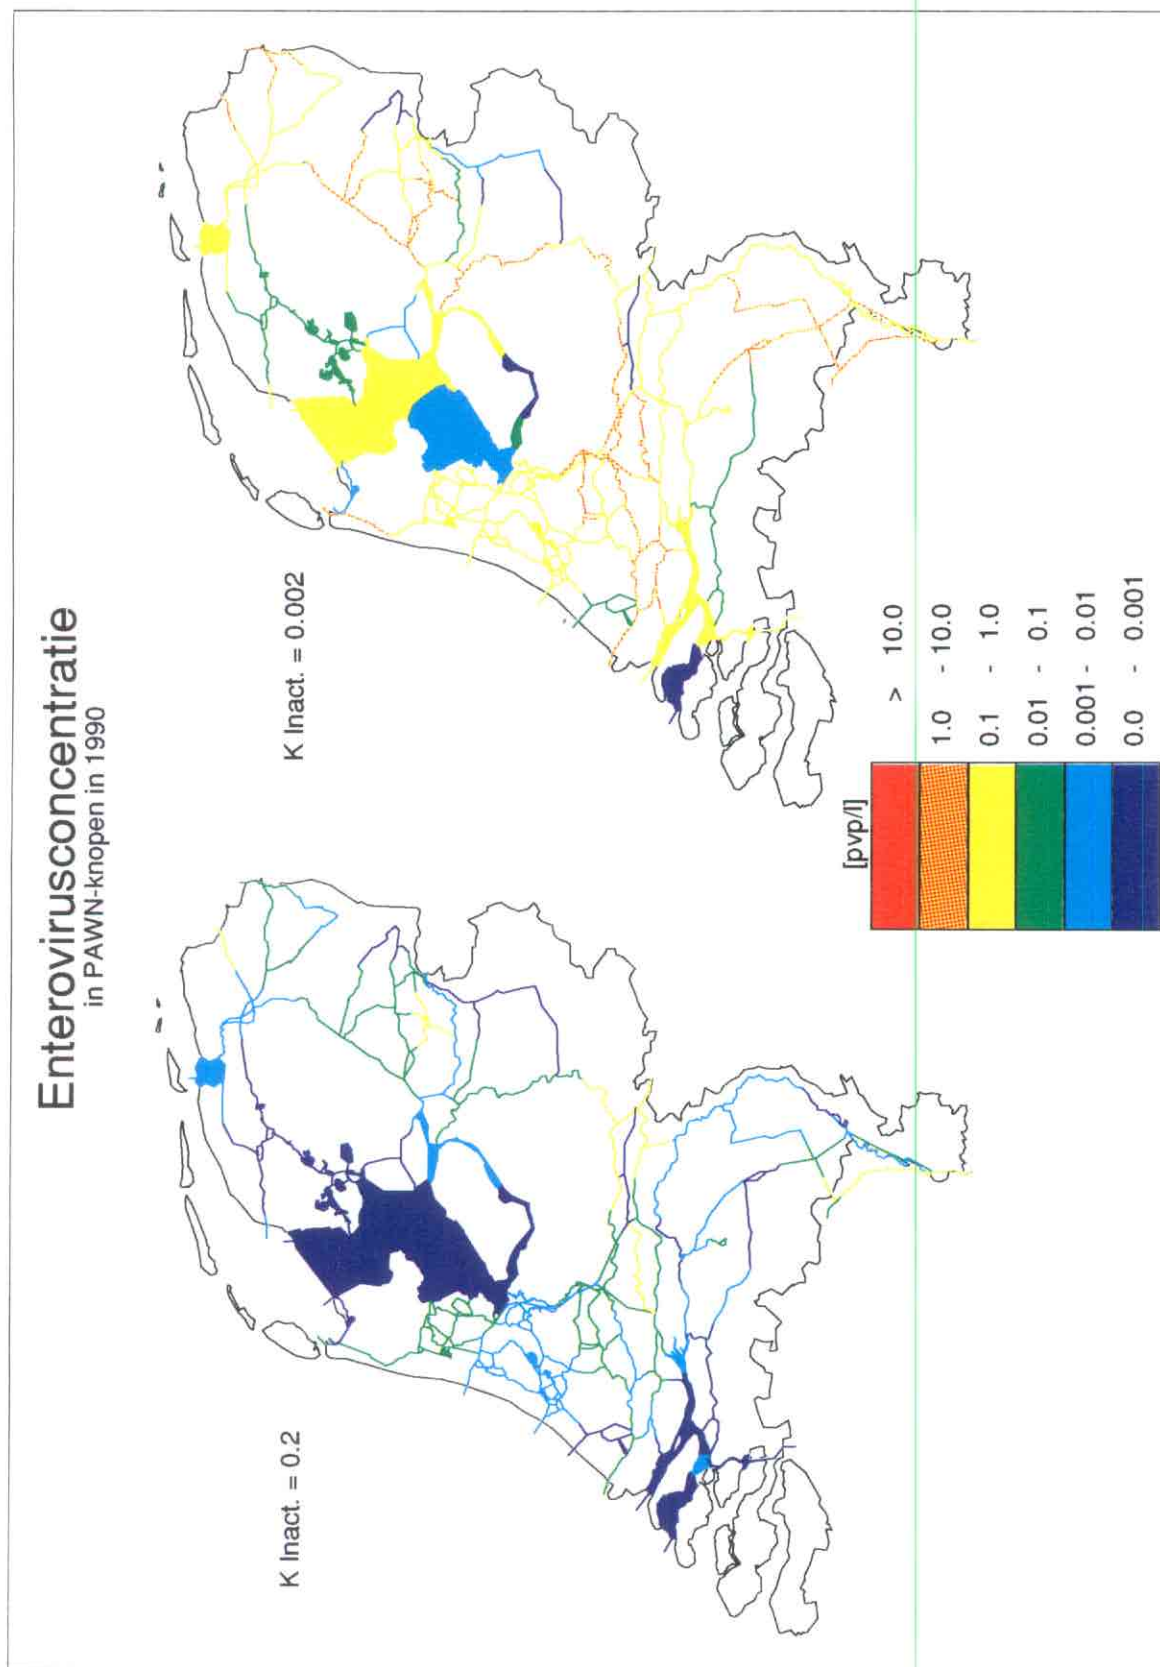 Enterovirusconcentratie
in PAWN-knopen in 1990
K Inact. = 0.2
K Inact. = 0.002
[pvp/l]
> 10.0
1.0 - 10.0
0.1 - 1.0
0.01 - 0.1
0.001 - 0.01
0.0 - 0.001